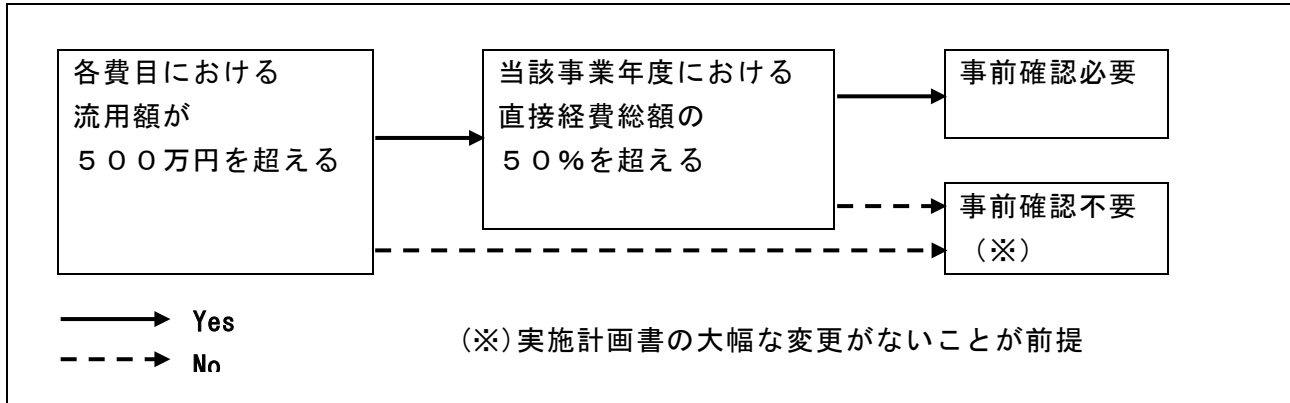 各費目における
流用額が
５００万円を超える
当該事業年度における
直接経費総額の
５０％を超える
事前確認必要
事前確認不要
（※）
Yes
No
(※)実施計画書の大幅な変更がないことが前提